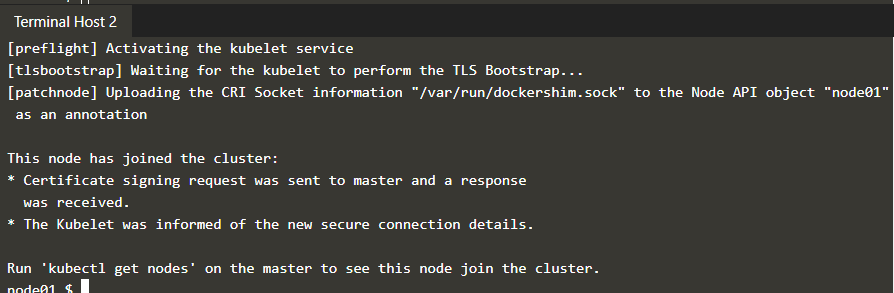 Terminal Host 2
[preflight] Activating the kubelet service
[tlsbootstrap] Waiting for the kubelet to perform the TLS Bootstrap...
[patchnode] Uploading the CRI Socket information "/var/run/dockershim.sock" to the Node API object "node01"
as an annotation
This node has joined the cluster:
* Certificate signing request was sent to master and a response
was received.
* The Kubelet was informed of the new secure connection details.
Run 'kubectl get nodes' on the master to see this node join the cluster.
node01 $